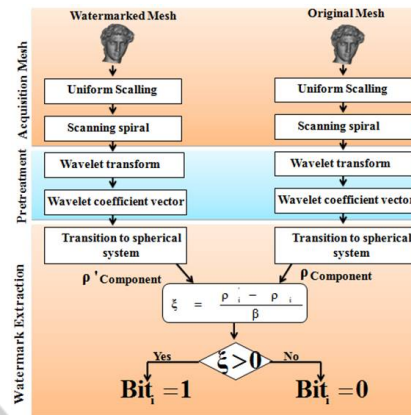 Watermarked Mesh
Original Mesh
Acquisition Mesh
Uniform Scalling
Uniform Scalling
Scanning spiral
Scanning spiral
Pretreatment
Wavelet transform
Wavelet transform
Wavelet coefficient vector
Wavelet coefficient vector
Watermark Extraction
Transition to spherical
system
Transition to spherical
system
ρ 'Component
ρ Component
ξ = (ρ'ᵢ − ρᵢ) / β
Yes
ξ>0
No
Bitᵢ =1
Bitᵢ =0